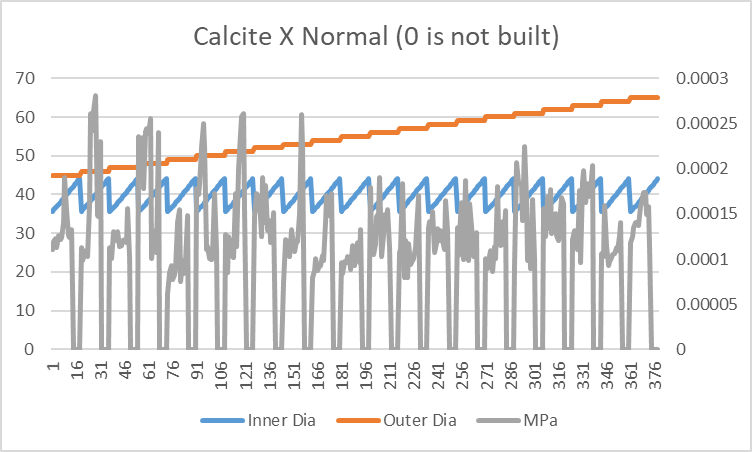 Calcite X Normal (0 is not built)
70 0.0003
60 0.00025
50 0.0002
40 0.00015
30 0.0001
20 0.00005
10 0
0
1 16 31 46 61 76 91 106 121 136 151 166 181 196 211 226 241 256 271 286 301 316 331 346 361 376
Inner Dia Outer Dia MPa